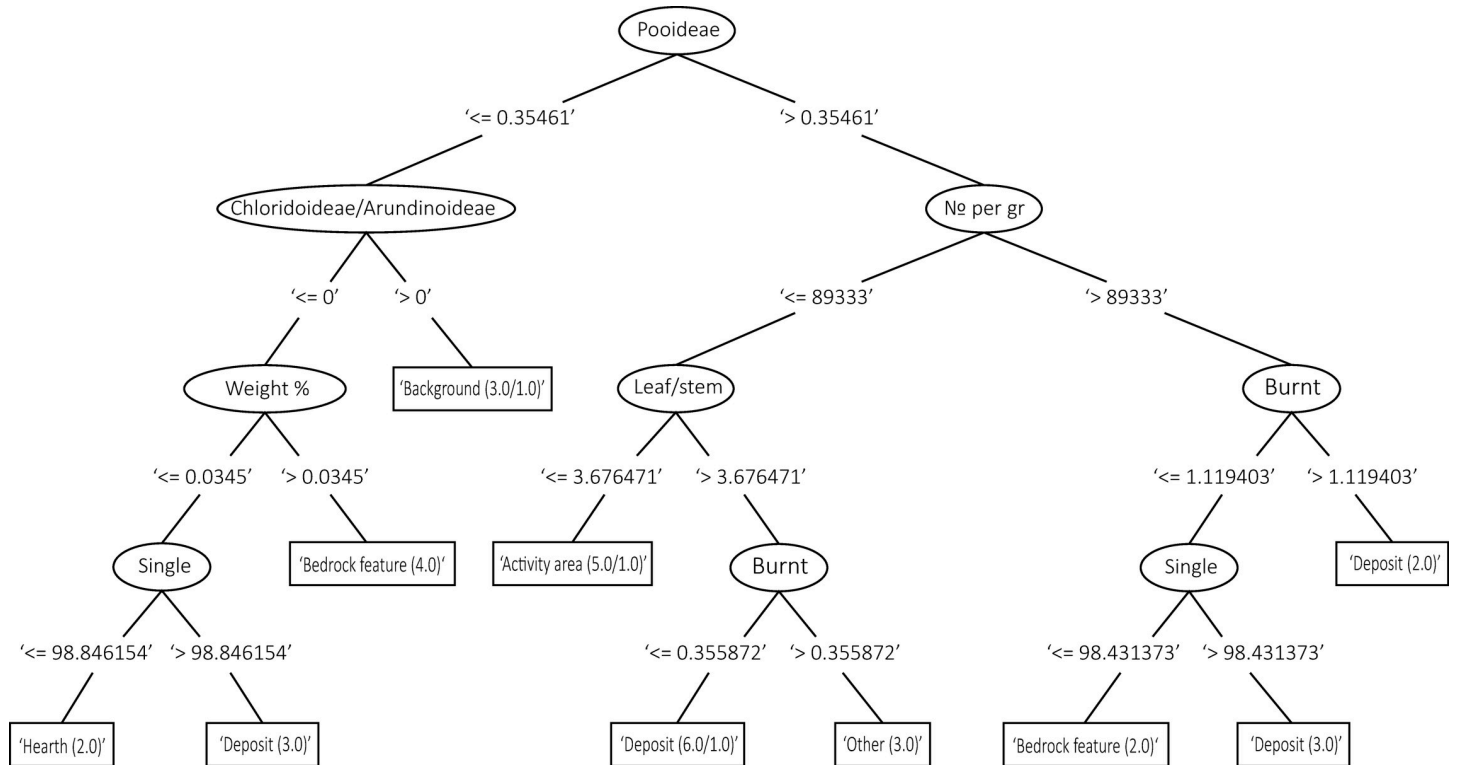 Pooideae
‘<= 0.35461’
‘> 0.35461’
Chloridoideae/Arundinoideae
№ per gr
‘<= 0’
‘> 0’
‘<= 89333’
‘> 89333’
Weight %
‘Background (3.0/1.0)’
Leaf/stem
Burnt
‘<= 0.0345’
‘> 0.0345’
‘<= 3.676471’
‘> 3.676471’
‘<= 1.119403’
‘> 1.119403’
Single
‘Bedrock feature (4.0)‘
‘Activity area (5.0/1.0)’
Burnt
Single
‘Deposit (2.0)’
‘<= 98.846154’
‘> 98.846154’
‘<= 0.355872’
‘> 0.355872’
‘<= 98.431373’
‘> 98.431373’
‘Hearth (2.0)’
‘Deposit (3.0)’
‘Deposit (6.0/1.0)’
‘Other (3.0)’
‘Bedrock feature (2.0)‘
‘Deposit (3.0)’